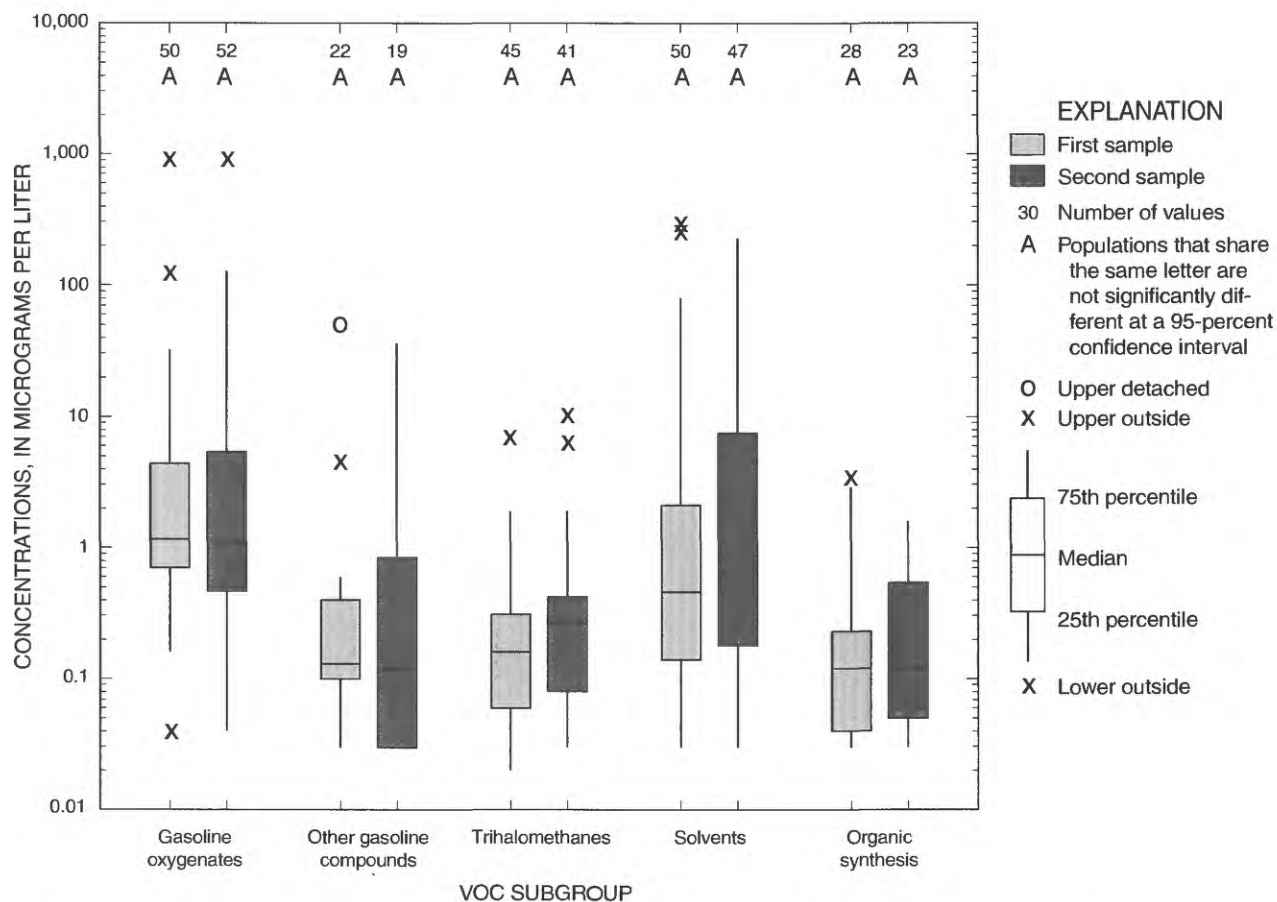 10,000
1,000
100
10
1
0.1
0.01
CONCENTRATIONS, IN MICROGRAMS PER LITER
50 52 22 19 45 41 50 47 28 23
A A A A A A A A A A
X X
X
O
X
X
X
X
X
X
X
X
X
Gasoline
oxygenates
Other gasoline
compounds
Trihalomethanes
Solvents
Organic
synthesis
VOC SUBGROUP
EXPLANATION
First sample
Second sample
30 Number of values
A Populations that share
the same letter are
not significantly dif-
ferent at a 95-percent
confidence interval
O Upper detached
X Upper outside
75th percentile
Median
25th percentile
X Lower outside